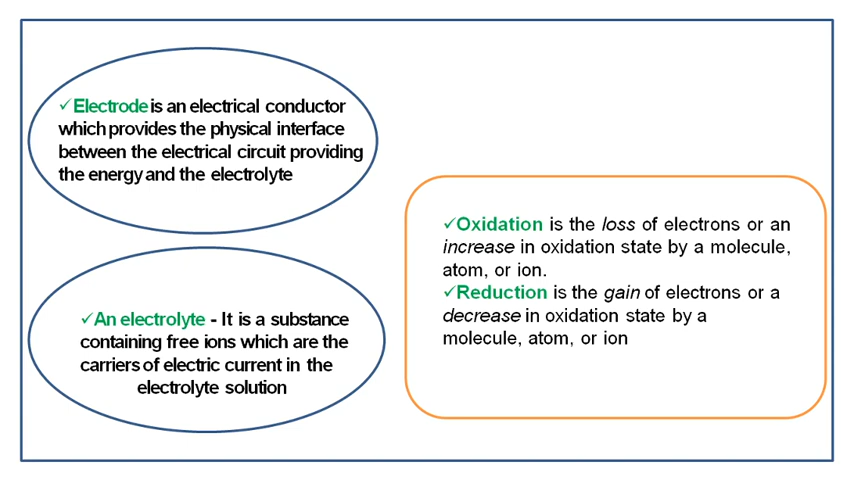 ✓Electrode is an electrical conductor
which provides the physical interface
between the electrical circuit providing
the energy and the electrolyte
✓An electrolyte - It is a substance
containing free ions which are the
carriers of electric current in the
electrolyte solution
✓Oxidation is the loss of electrons or an
increase in oxidation state by a molecule,
atom, or ion.
✓Reduction is the gain of electrons or a
decrease in oxidation state by a
molecule, atom, or ion